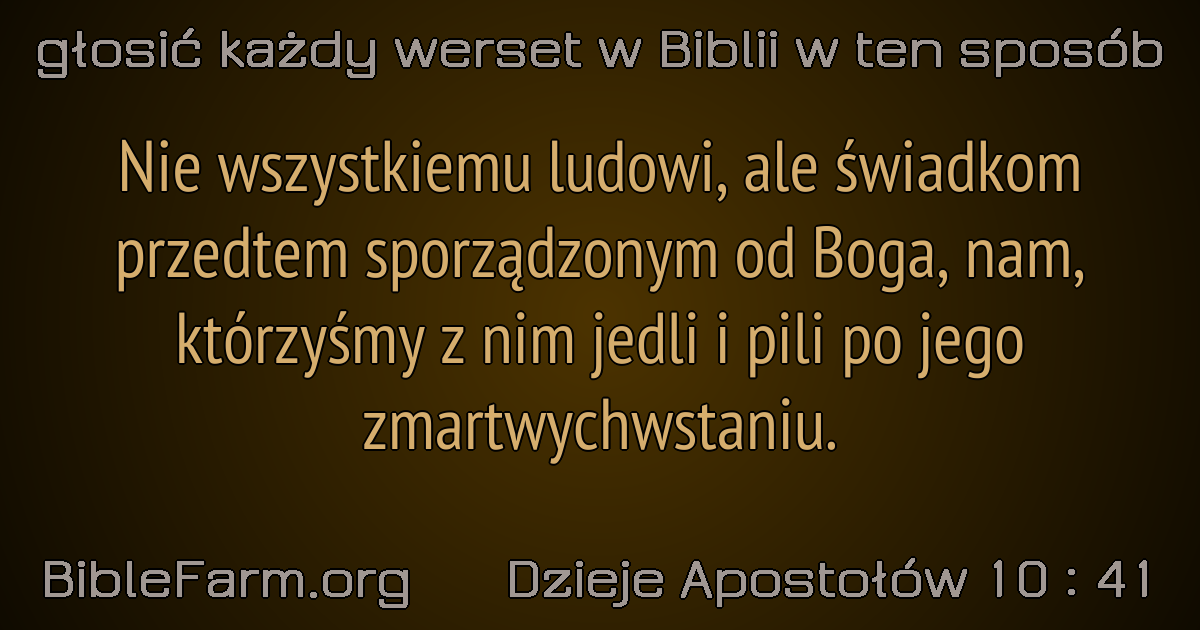 głosić każdy werset w Biblii w ten sposób
Nie wszystkiemu ludowi, ale świadkom
przedtem sporządzonym od Boga, nam,
którzyśmy z nim jedli i pili po jego
zmartwychwstaniu.
BibleFarm.org Dzieje Apostołów 10 : 41